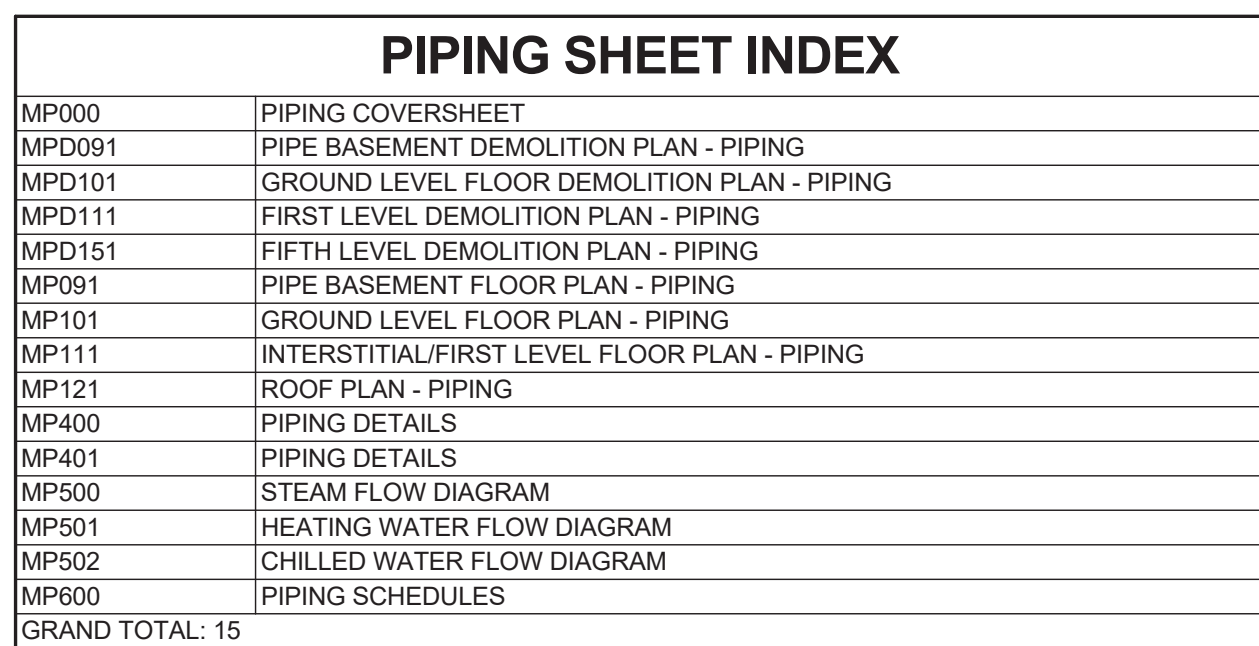 PIPING SHEET INDEX
MP000 PIPING COVERSHEET
MPD091 PIPE BASEMENT DEMOLITION PLAN - PIPING
MPD101 GROUND LEVEL FLOOR DEMOLITION PLAN - PIPING
MPD111 FIRST LEVEL DEMOLITION PLAN - PIPING
MPD151 FIFTH LEVEL DEMOLITION PLAN - PIPING
MP091 PIPE BASEMENT FLOOR PLAN - PIPING
MP101 GROUND LEVEL FLOOR PLAN - PIPING
MP111 INTERSTITIAL/FIRST LEVEL FLOOR PLAN - PIPING
MP121 ROOF PLAN - PIPING
MP400 PIPING DETAILS
MP401 PIPING DETAILS
MP500 STEAM FLOW DIAGRAM
MP501 HEATING WATER FLOW DIAGRAM
MP502 CHILLED WATER FLOW DIAGRAM
MP600 PIPING SCHEDULES
GRAND TOTAL: 15